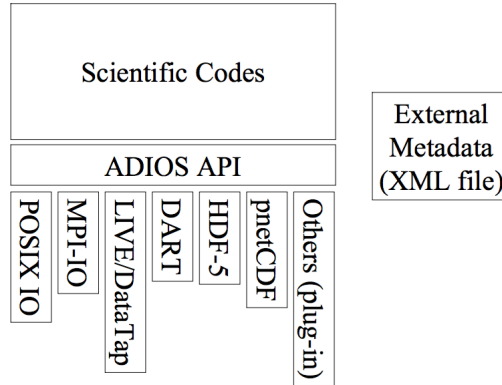 Scientific Codes
External
Metadata
(XML file)
ADIOS API
POSIX IO
MPI-IO
LIVE/DataTap
DART
HDF-5
pnetCDF
Others (plug-in)